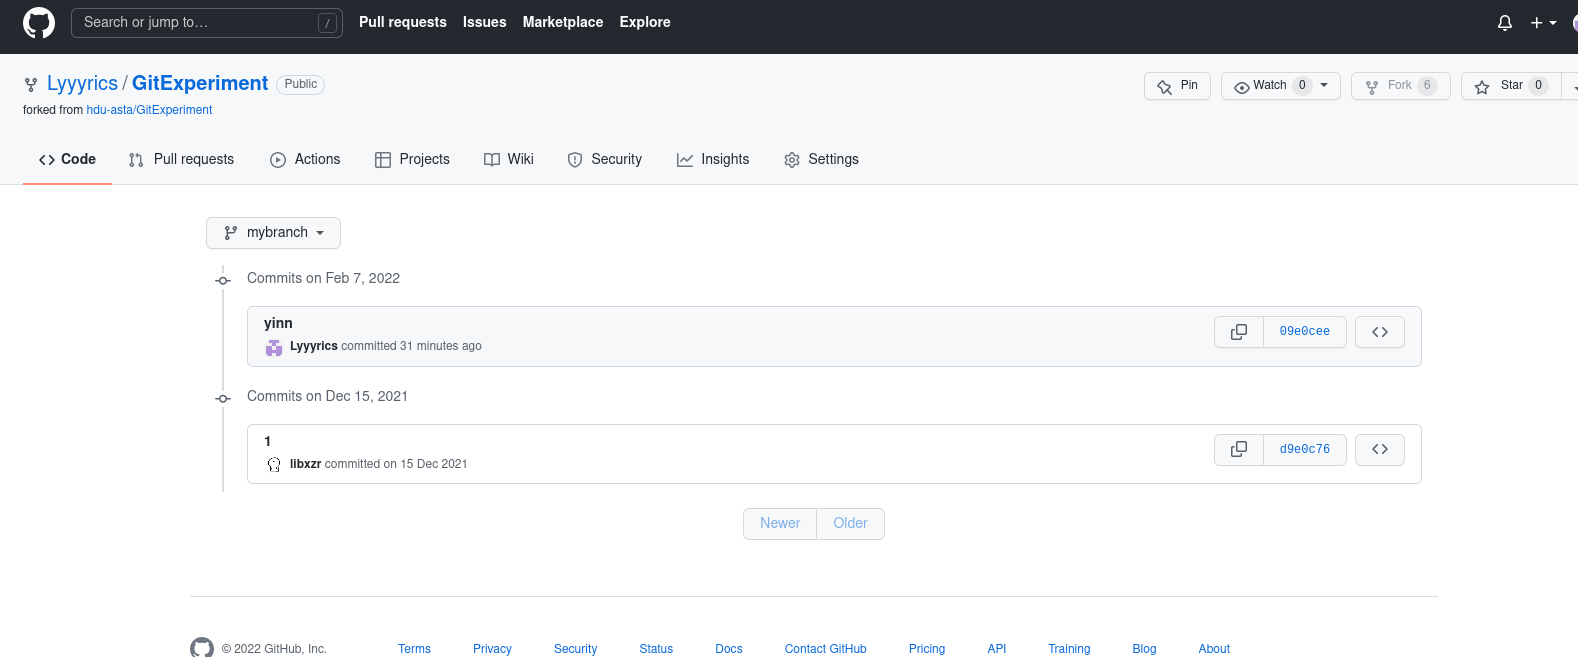 Search or jump to… / Pull requests Issues Marketplace Explore
Lyyyrics / GitExperiment Public Pin Watch 0 Fork 6 Star 0
forked from hdu-asta/GitExperiment
Code Pull requests Actions Projects Wiki Security Insights Settings
mybranch
Commits on Feb 7, 2022
yinn
09e0cee
Lyyyrics committed 31 minutes ago
Commits on Dec 15, 2021
1
d9e0c76
libxzr committed on 15 Dec 2021
Newer Older
© 2022 GitHub, Inc. Terms Privacy Security Status Docs Contact GitHub Pricing API Training Blog About